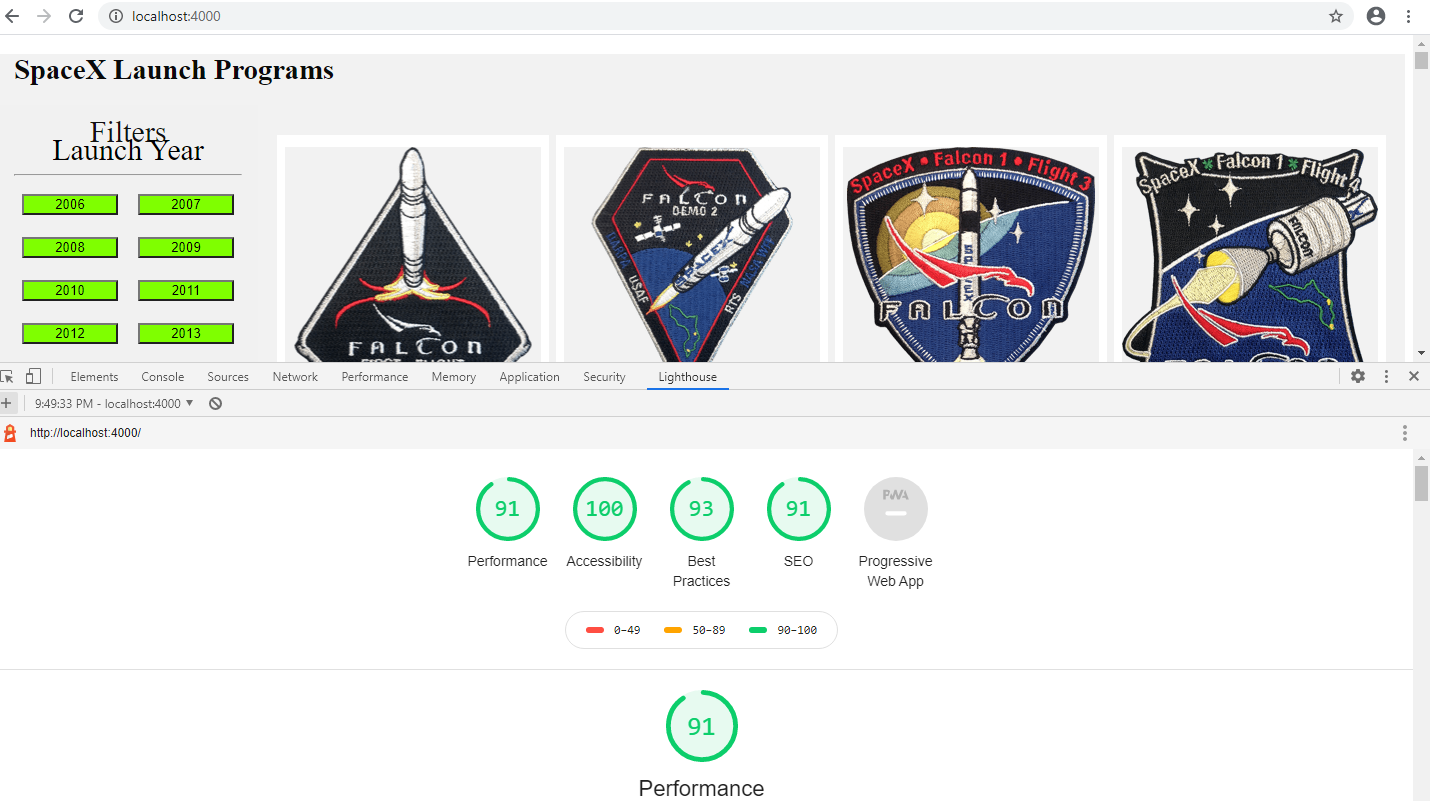 localhost:4000
SpaceX Launch Programs
Filters
Launch Year
2006 2007
2008 2009
2010 2011
2012 2013
FALCON
FALCON
DEMO 2
USAF
SPACEX
RTS
SpaceX • Falcon 1 • Flight 3
SPACEX
FALCON
SpaceX Falcon 1 Flight 4
FALCON
Elements Console Sources Network Performance Memory Application Security Lighthouse
9:49:33 PM - localhost:4000
http://localhost:4000/
91 100 93 91 PWA
Performance Accessibility Best Practices SEO Progressive Web App
0–49 50–89 90–100
91
Performance